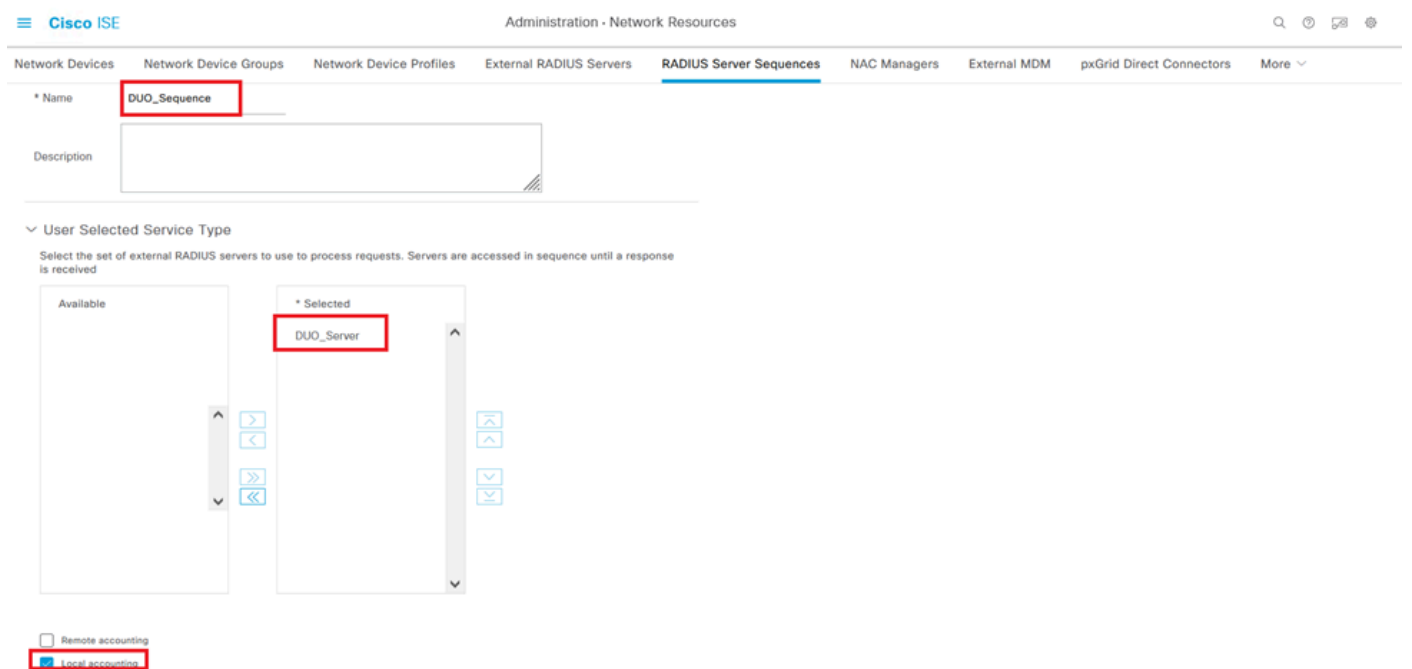 Cisco ISE
Administration · Network Resources
Network Devices Network Device Groups Network Device Profiles External RADIUS Servers RADIUS Server Sequences NAC Managers External MDM pxGrid Direct Connectors More
* Name DUO_Sequence
Description
User Selected Service Type
Select the set of external RADIUS servers to use to process requests. Servers are accessed in sequence until a response
is received
Available * Selected
DUO_Server
Remote accounting
Local accounting